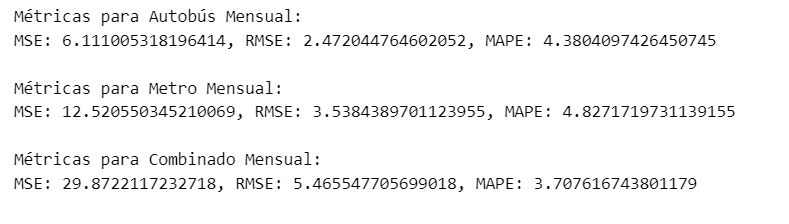 Métricas para Autobús Mensual:
MSE: 6.111005318196414, RMSE: 2.472044764602052, MAPE: 4.3804097426450745
Métricas para Metro Mensual:
MSE: 12.520550345210069, RMSE: 3.5384389701123955, MAPE: 4.8271719731139155
Métricas para Combinado Mensual:
MSE: 29.8722117232718, RMSE: 5.465547705699018, MAPE: 3.707616743801179